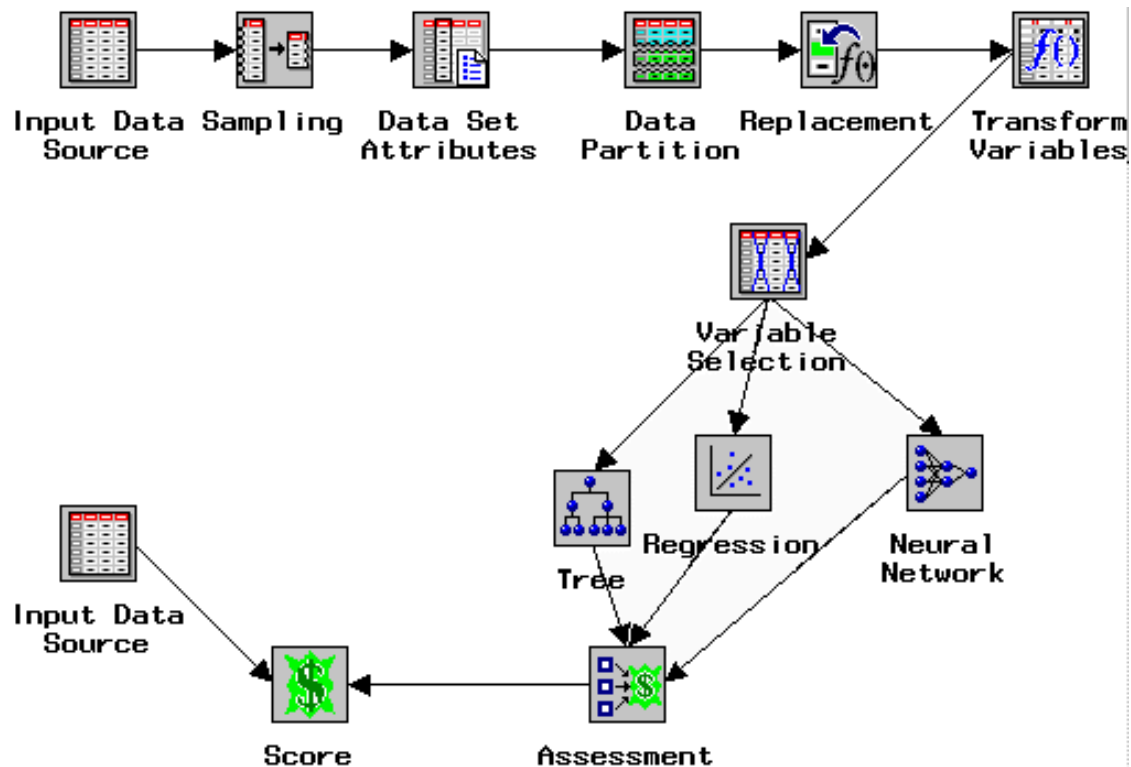 Input Data
Source
Sampling
Data Set
Attributes
Data
Partition
Replacement
Transform
Variables
Variable
Selection
Tree
Regression
Neural
Network
Input Data
Source
Score
Assessment